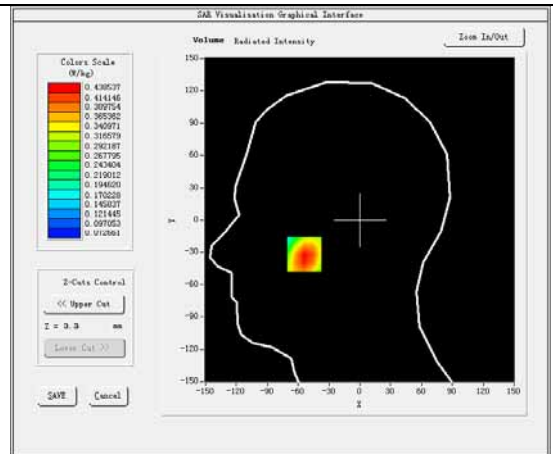 SAR Visualisation Graphical Interface
Volume Radiated Intensity
Zoom In/Out
Colors Scale
(W/kg)
0.438537
0.414146
0.389754
0.365362
0.340971
0.316579
0.292187
0.267795
0.243404
0.219012
0.194620
0.170228
0.145837
0.121445
0.097053
0.072661
Z-Cuts Control
<< Upper Cut
Z = 3.3 mm
Lower Cut >>
SAVE
Cancel
150
120
90
60
30
0
-30
-60
-90
-120
-150
Y
-150 -120 -90 -60 -30 0 30 60 90 120 150
X